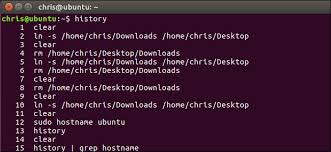 chris@ubuntu: ~
chris@ubuntu:~$ history
1 clear
2 ln -s /home/chris/Downloads /home/chris/Desktop
3 clear
4 rm /home/chris/Desktop/Downloads
5 ln -s /home/chris/Downloads /home/chris/Desktop
6 rm /home/chris/Desktop/Downloads
7 clear
8 rm /home/chris/Desktop/Downloads
9 clear
10 ln -s /home/chris/Downloads /home/chris/Desktop
11 clear
12 sudo hostname ubuntu
13 history
14 clear
15 history | grep hostname